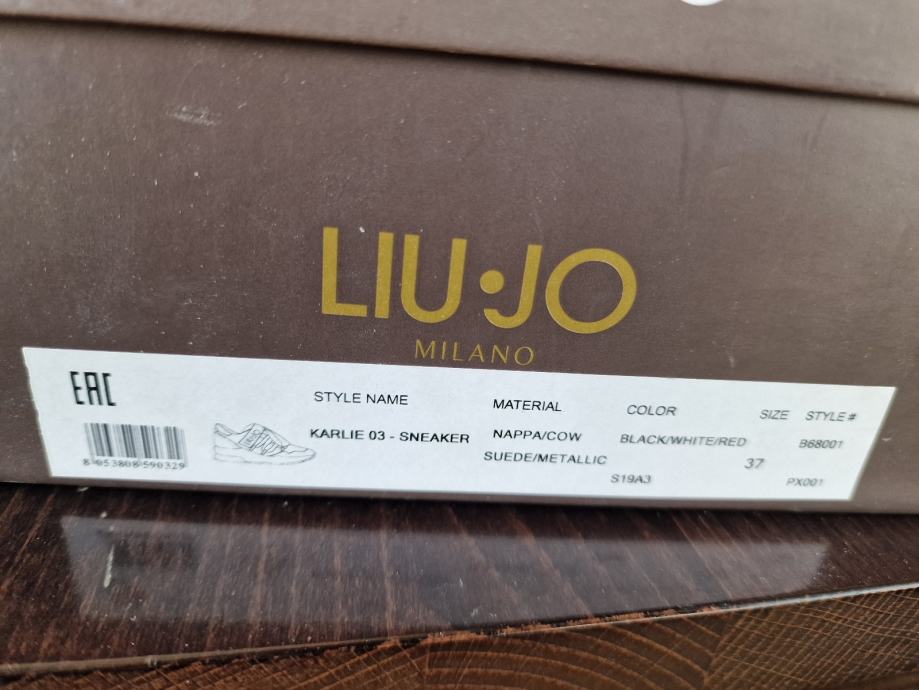 LIU·JO
MILANO
EAC
STYLE NAME MATERIAL COLOR SIZE STYLE #
KARLIE 03 - SNEAKER NAPPA/COW BLACK/WHITE/RED B68001
SUEDE/METALLIC 37
8 053808 590329 S19A3 PX001